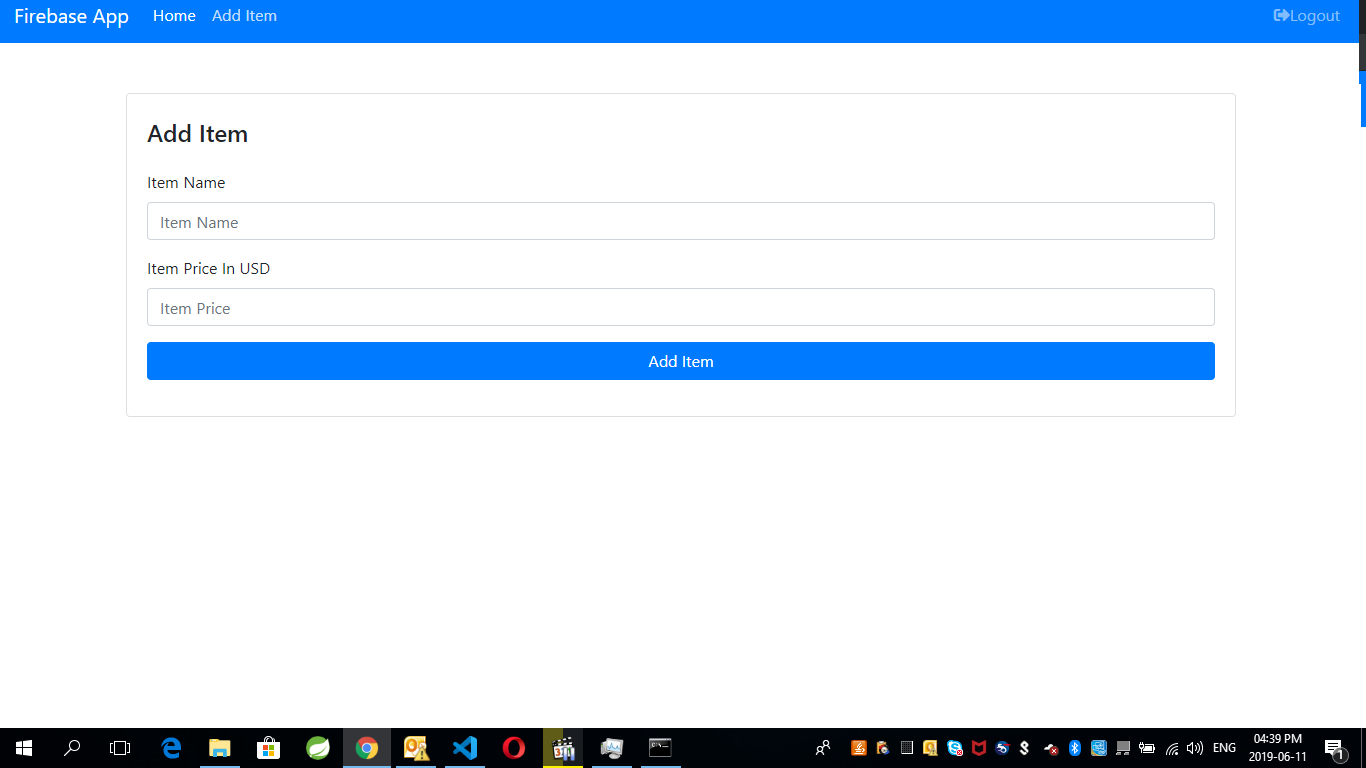 Firebase App Home Add Item Logout
Add Item
Item Name
Item Name
Item Price In USD
Item Price
Add Item
ENG
04:39 PM
2019-06-11
1